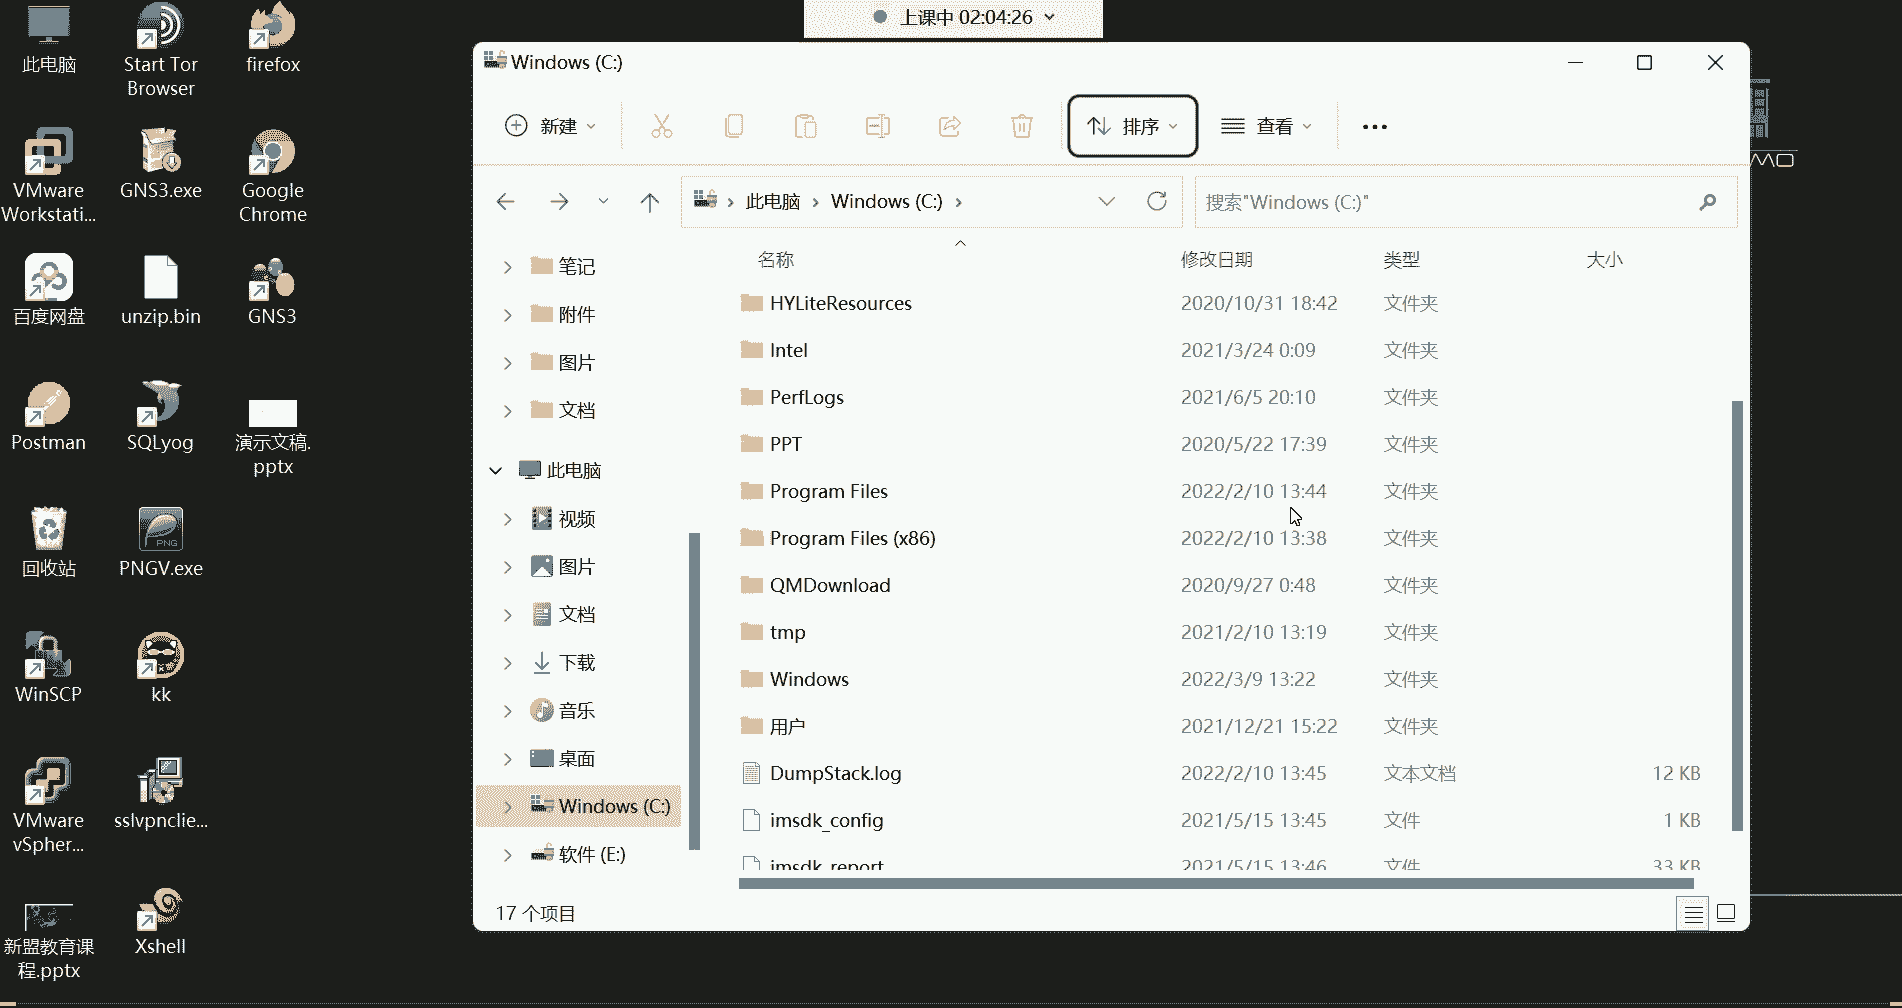 上课中 02:04:26
此电脑
Start Tor
Browser
firefox
VMware
Workstati...
GNS3.exe
Google
Chrome
百度网盘
unzip.bin
GNS3
Postman
SQLyog
演示文稿.
pptx
回收站
PNG
PNGV.exe
WinSCP
kk
VMware
vSpher...
sslvpnclie...
新盟教育课
程.pptx
Xshell
Windows (C:)
新建
排序
查看
此电脑
Windows (C:)
搜索"Windows (C:)"
笔记
附件
图片
文档
此电脑
视频
图片
文档
下载
音乐
桌面
Windows (C:)
软件 (E:)
名称 修改日期 类型 大小
HYLiteResources 2020/10/31 18:42 文件夹
Intel 2021/3/24 0:09 文件夹
PerfLogs 2021/6/5 20:10 文件夹
PPT 2020/5/22 17:39 文件夹
Program Files 2022/2/10 13:44 文件夹
Program Files (x86) 2022/2/10 13:38 文件夹
QMDownload 2020/9/27 0:48 文件夹
tmp 2021/2/10 13:19 文件夹
Windows 2022/3/9 13:22 文件夹
用户 2021/12/21 15:22 文件夹
DumpStack.log 2022/2/10 13:45 文本文档 12 KB
imsdk_config 2021/5/15 13:45 文件 1 KB
imsdk_report 2021/5/15 13:46 文件 33 KB
17 个项目